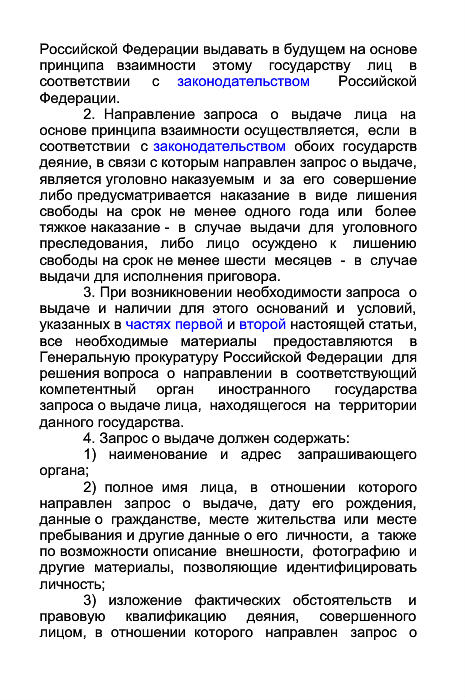 Российской Федерации выдавать в будущем на основе
принципа взаимности этому государству лиц в
соответствии с законодательством Российской
Федерации.
2. Направление запроса о выдаче лица на
основе принципа взаимности осуществляется, если в
соответствии с законодательством обоих государств
деяние, в связи с которым направлен запрос о выдаче,
является уголовно наказуемым и за его совершение
либо предусматривается наказание в виде лишения
свободы на срок не менее одного года или более
тяжкое наказание - в случае выдачи для уголовного
преследования, либо лицо осуждено к лишению
свободы на срок не менее шести месяцев - в случае
выдачи для исполнения приговора.
3. При возникновении необходимости запроса о
выдаче и наличии для этого оснований и условий,
указанных в частях первой и второй настоящей статьи,
все необходимые материалы предоставляются в
Генеральную прокуратуру Российской Федерации для
решения вопроса о направлении в соответствующий
компетентный орган иностранного государства
запроса о выдаче лица, находящегося на территории
данного государства.
4. Запрос о выдаче должен содержать:
1) наименование и адрес запрашивающего
органа;
2) полное имя лица, в отношении которого
направлен запрос о выдаче, дату его рождения,
данные о гражданстве, месте жительства или месте
пребывания и другие данные о его личности, а также
по возможности описание внешности, фотографию и
другие материалы, позволяющие идентифицировать
личность;
3) изложение фактических обстоятельств и
правовую квалификацию деяния, совершенного
лицом, в отношении которого направлен запрос о